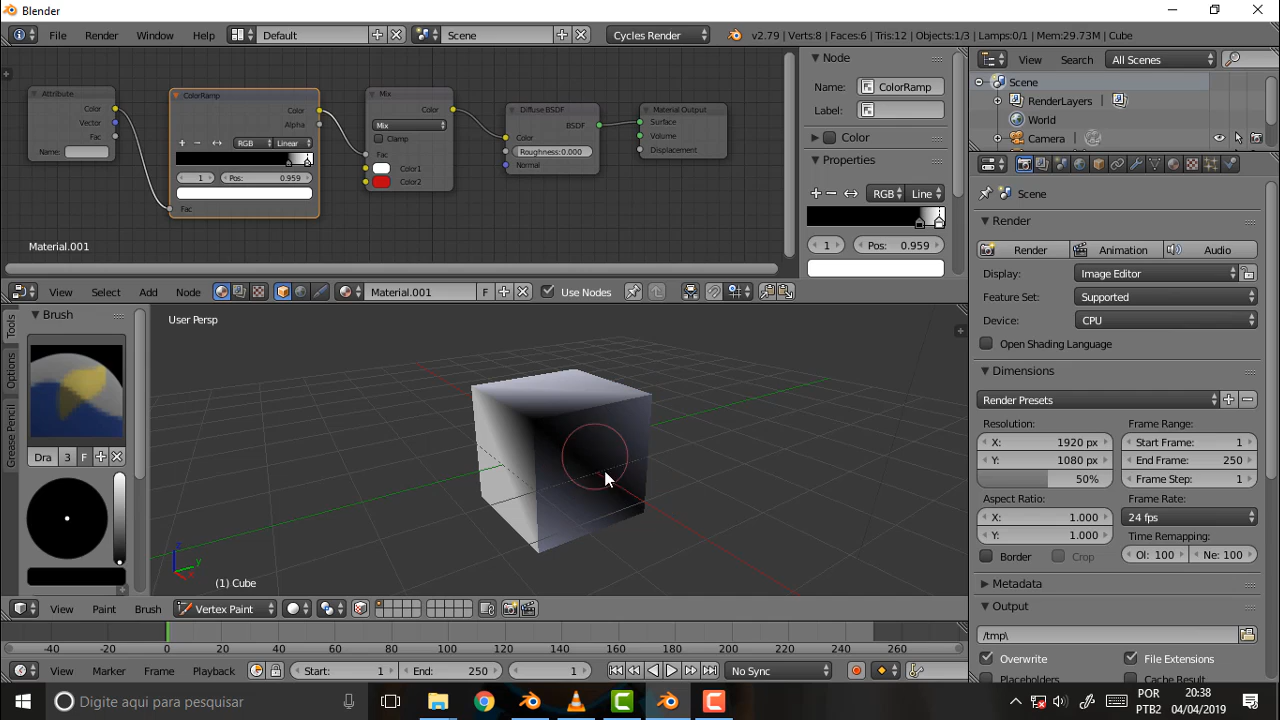 Blender
File Render Window Help Default Scene Cycles Render v2.79 | Verts:8 | Faces:6 | Tris:12 | Objects:1/3 | Lamps:0/1 | Mem:29.73M | Cube
Attribute
Color
Vector
Fac
Name:
ColorRamp
Color
Alpha
RGB Linear
1 Pos: 0.959
Fac
Mix
Color
Mix
Clamp
Fac
Color1
Color2
Diffuse BSDF
BSDF
Color
Roughness:0.000
Normal
Material Output
Surface
Volume
Displacement
Material.001
Node
Name: ColorRamp
Label:
Color
Properties
RGB Line
1 Pos: 0.959
View Select Add Node Material.001 F Use Nodes
View Search All Scenes
Scene
RenderLayers
World
Camera
Scene
Render
Render Animation Audio
Display: Image Editor
Feature Set: Supported
Device: CPU
Open Shading Language
Dimensions
Render Presets
Resolution:
X: 1920 px
Y: 1080 px
50%
Frame Range:
Start Frame: 1
End Frame: 250
Frame Step: 1
Aspect Ratio:
X: 1.000
Y: 1.000
Border Crop
Frame Rate:
24 fps
Time Remapping:
Ol: 100 Ne: 100
Metadata
Output
/tmp\
Overwrite File Extensions
Placeholders Cache Result
Tools
Options
Grease Pencil
Brush
Dra 3 F
User Persp
z
y
x
(1) Cube
View Paint Brush Vertex Paint
-40 -20 0 20 40 60 80 100 120 140 160 180 200 220 240 260
View Marker Frame Playback Start: 1 End: 250 1 No Sync
Digite aqui para pesquisar
POR
PTB2
20:38
04/04/2019